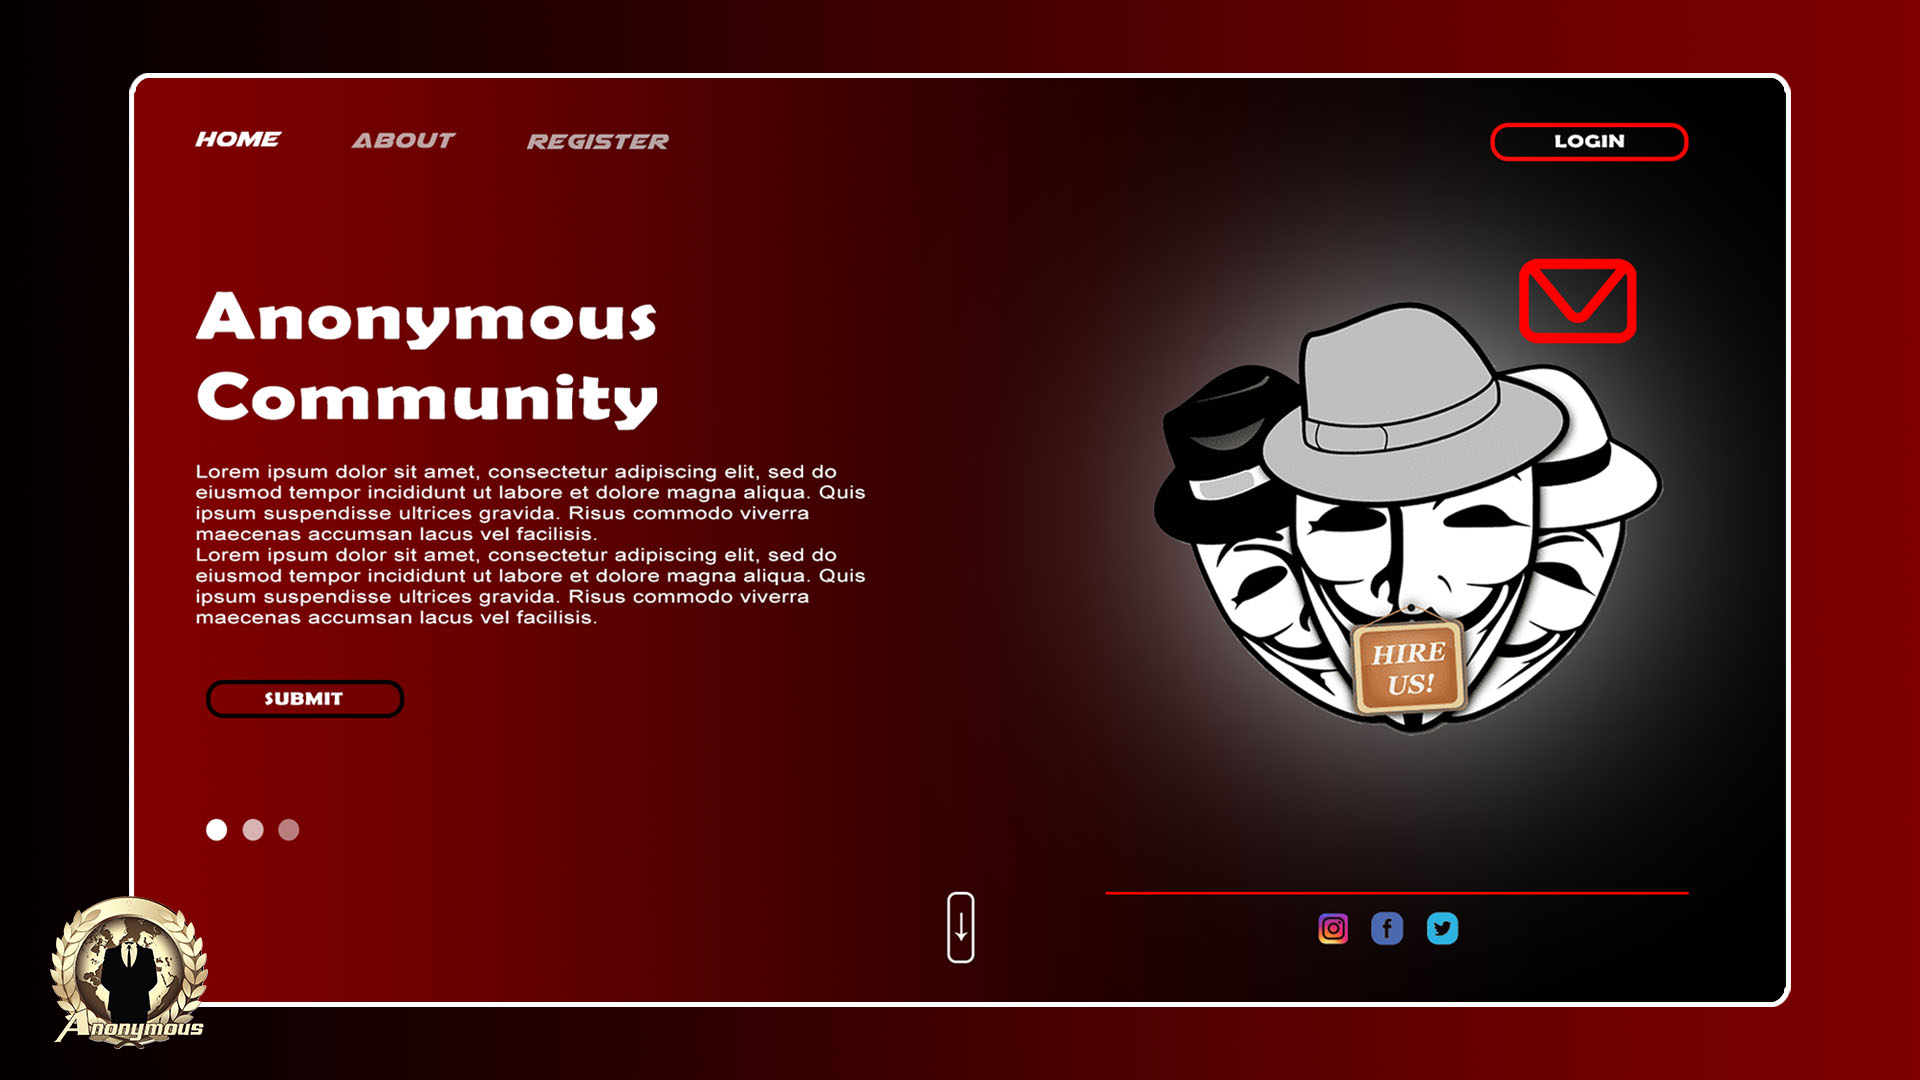 HOME ABOUT REGISTER LOGIN
Anonymous
Community
Lorem ipsum dolor sit amet, consectetur adipiscing elit, sed do
eiusmod tempor incididunt ut labore et dolore magna aliqua. Quis
ipsum suspendisse ultrices gravida. Risus commodo viverra
maecenas accumsan lacus vel facilisis.
Lorem ipsum dolor sit amet, consectetur adipiscing elit, sed do
eiusmod tempor incididunt ut labore et dolore magna aliqua. Quis
ipsum suspendisse ultrices gravida. Risus commodo viverra
maecenas accumsan lacus vel facilisis.
HIRE
US!
SUBMIT
Anonymous